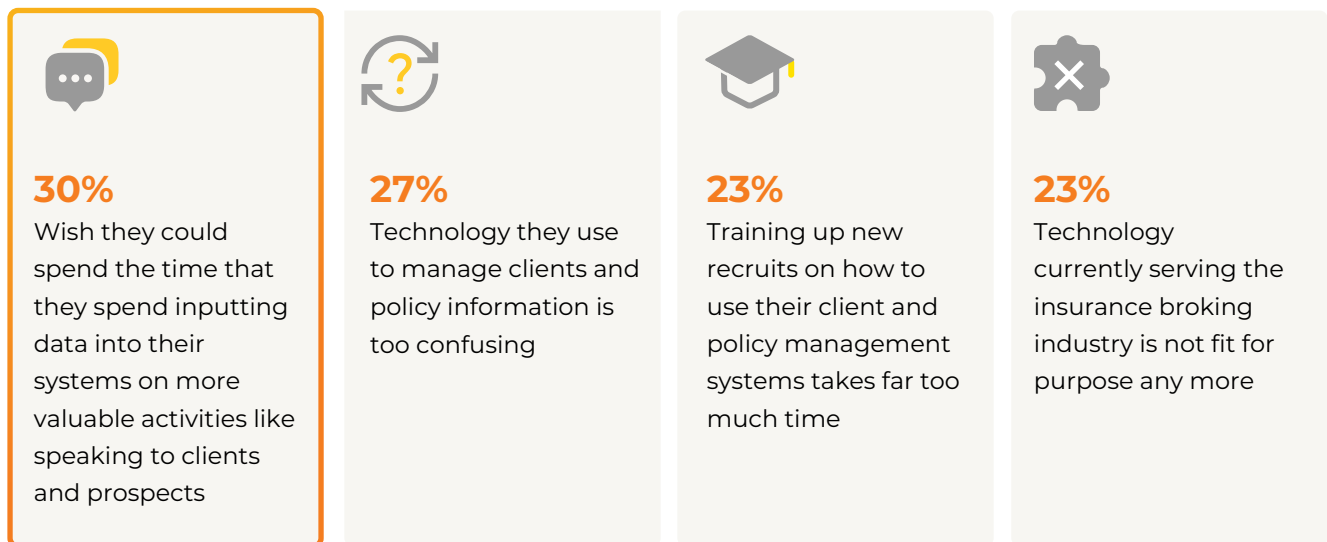 30%
Wish they could
spend the time that
they spend inputting
data into their
systems on more
valuable activities like
speaking to clients
and prospects
27%
Technology they use
to manage clients and
policy information is
too confusing
23%
Training up new
recruits on how to
use their client and
policy management
systems takes far too
much time
23%
Technology
currently serving the
insurance broking
industry is not fit for
purpose any more